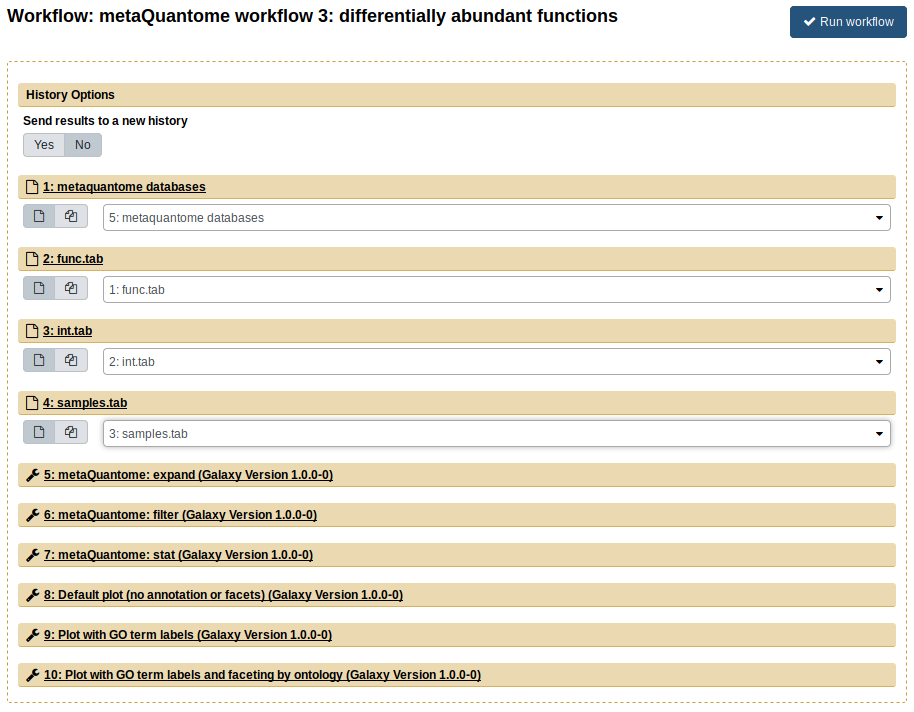 Workflow: metaQuantome workflow 3: differentially abundant functions
Run workflow
History Options
Send results to a new history
Yes No
1: metaquantome databases
5: metaquantome databases
2: func.tab
1: func.tab
3: int.tab
2: int.tab
4: samples.tab
3: samples.tab
5: metaQuantome: expand (Galaxy Version 1.0.0-0)
6: metaQuantome: filter (Galaxy Version 1.0.0-0)
7: metaQuantome: stat (Galaxy Version 1.0.0-0)
8: Default plot (no annotation or facets) (Galaxy Version 1.0.0-0)
9: Plot with GO term labels (Galaxy Version 1.0.0-0)
10: Plot with GO term labels and faceting by ontology (Galaxy Version 1.0.0-0)